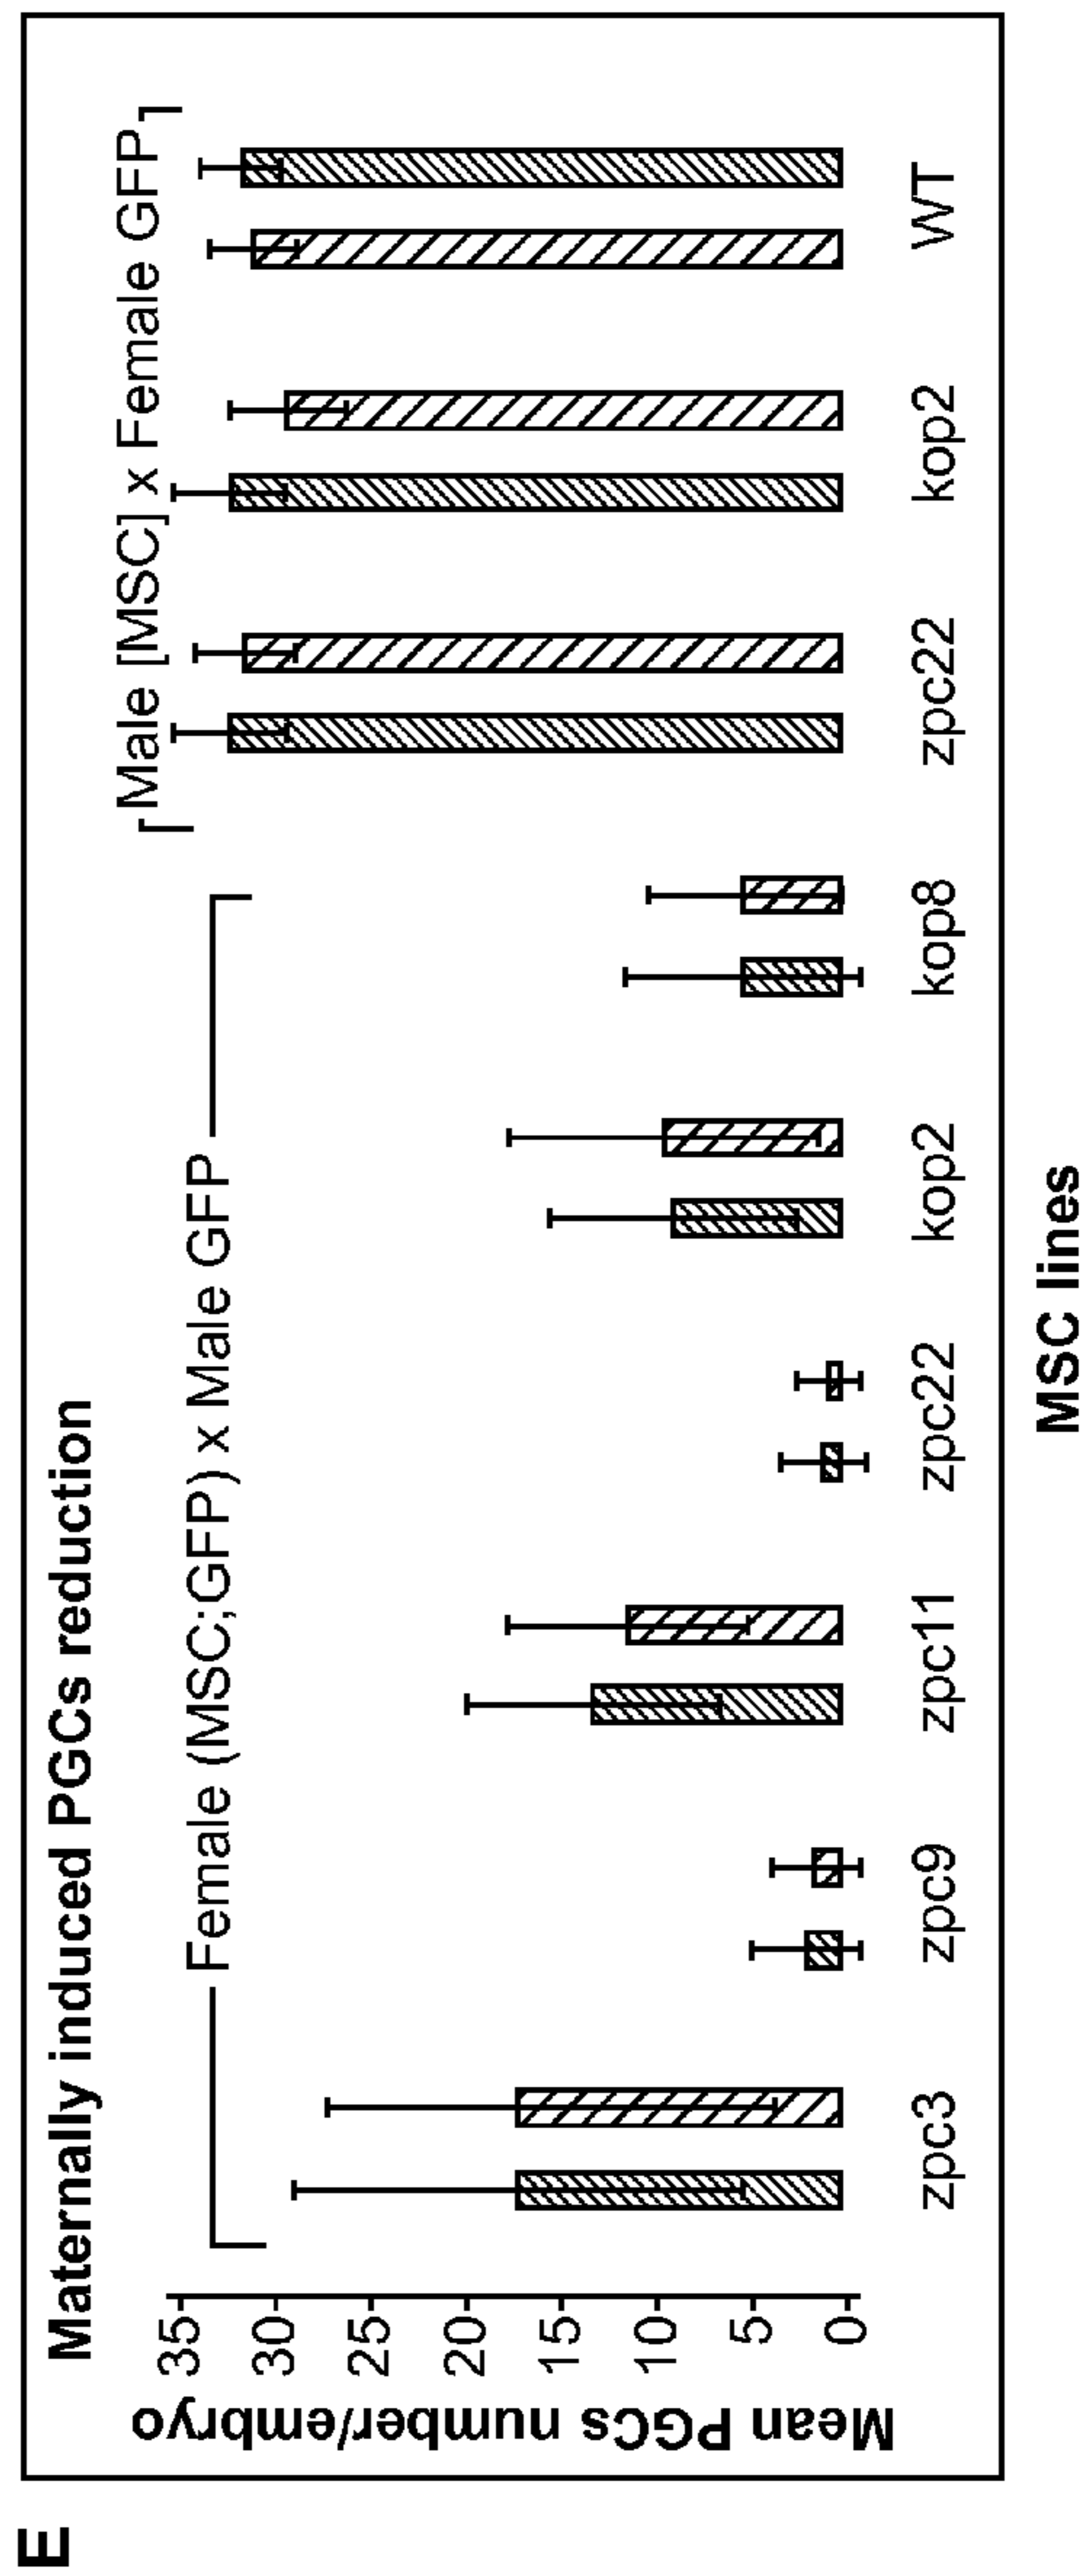 E
Maternally induced PGCs reduction
Female (MSC;GFP) x Male GFP
Male [MSC] x Female GFP
Mean PGCs number/embryo
35
30
25
20
15
10
5
0
zpc3 zpc9 zpc11 zpc22 kop2 kop8 zpc22 kop2 WT
MSC lines